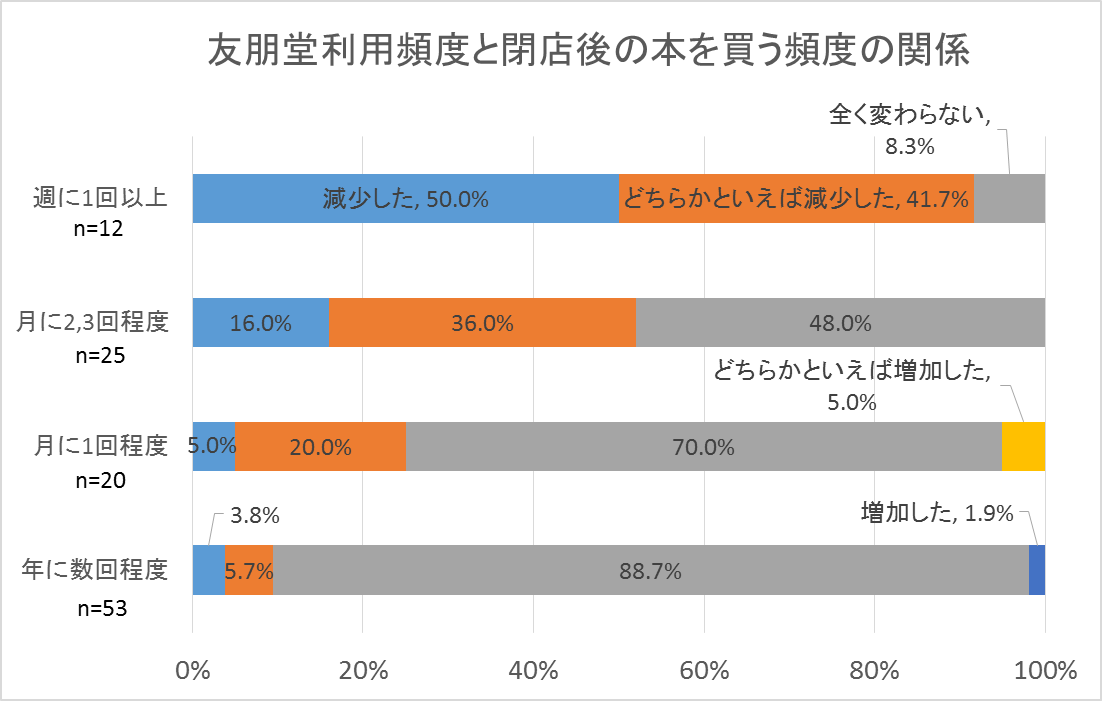 友朋堂利用頻度と閉店後の本を買う頻度の関係
全く変わらない,
8.3%
週に1回以上
n=12
減少した, 50.0%
どちらかといえば減少した, 41.7%
月に2,3回程度
n=25
16.0%
36.0%
48.0%
どちらかといえば増加した,
5.0%
月に1回程度
n=20
5.0%
20.0%
70.0%
3.8%
増加した, 1.9%
年に数回程度
n=53
5.7%
88.7%
0%
20%
40%
60%
80%
100%